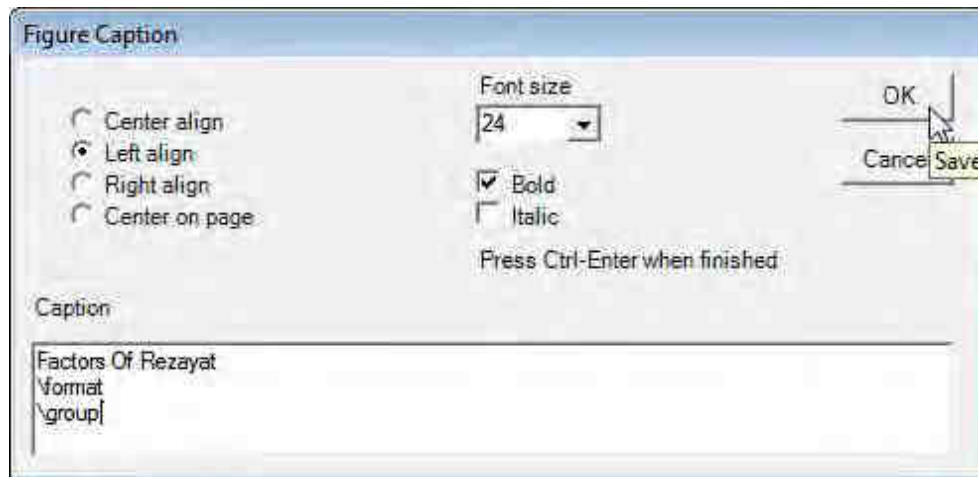 Figure Caption
Center align
Left align
Right align
Center on page
Font size
24
Bold
Italic
Press Ctrl-Enter when finished
OK
Cance
Save
Caption
Factors Of Rezayat
\format
\group